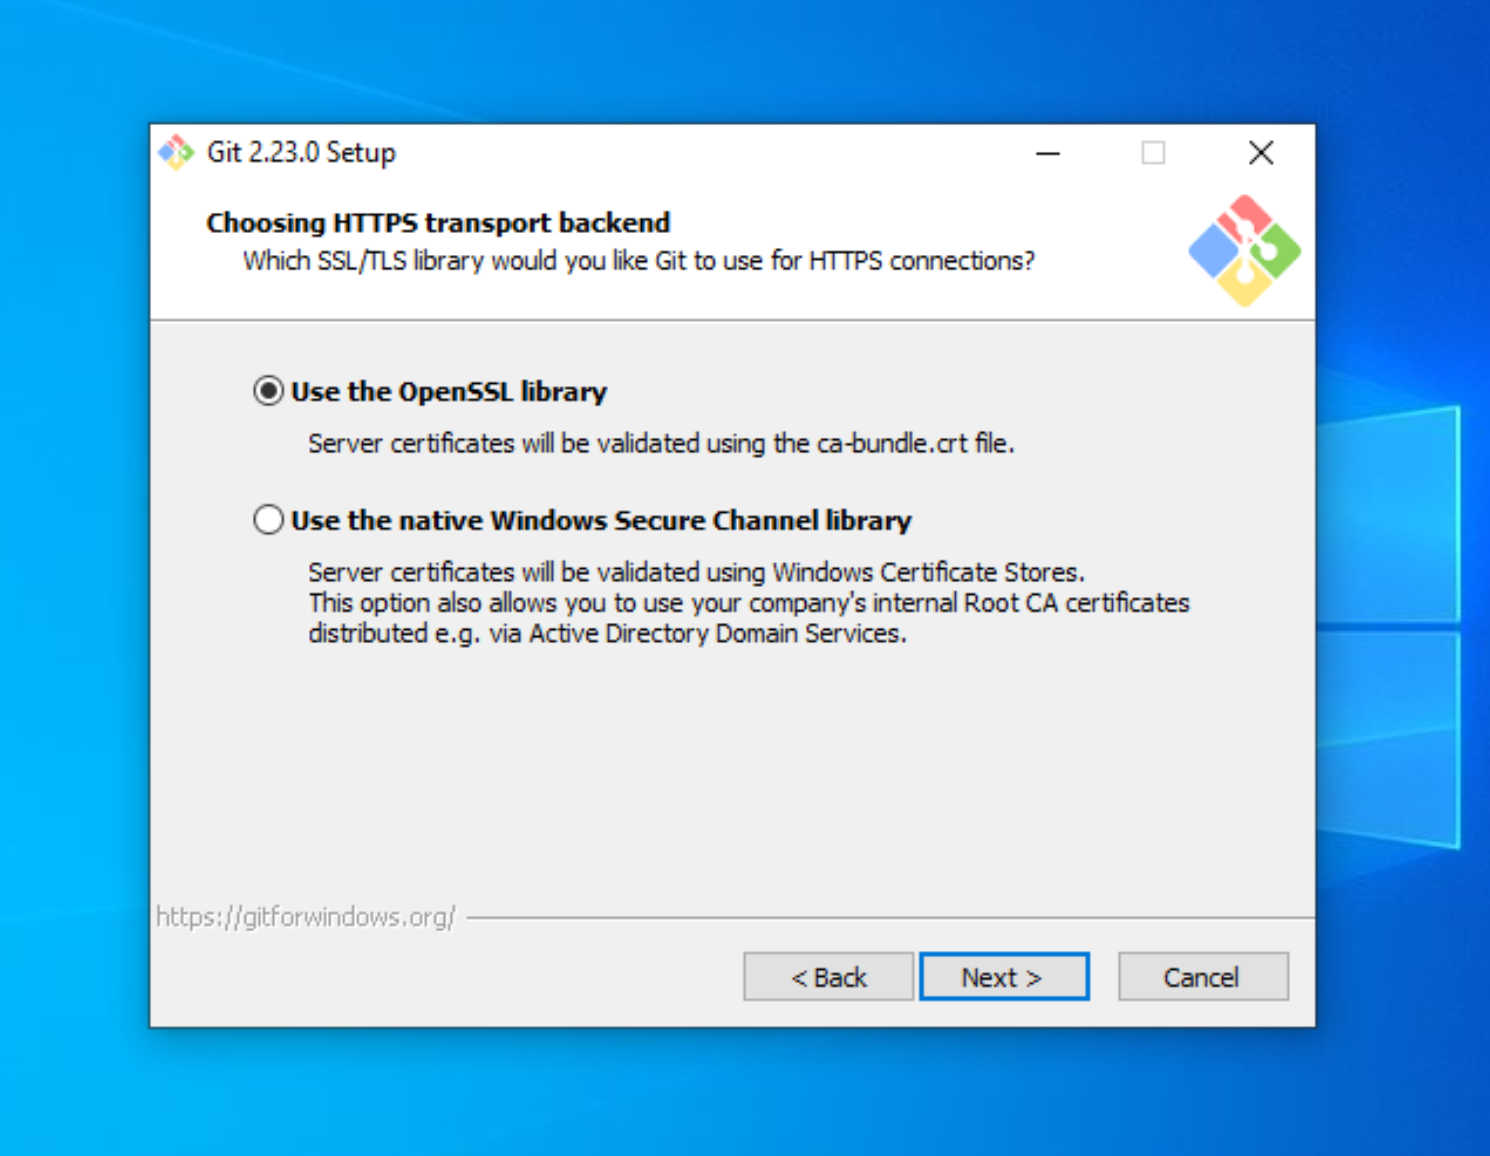 Git 2.23.0 Setup
Choosing HTTPS transport backend
Which SSL/TLS library would you like Git to use for HTTPS connections?
Use the OpenSSL library
Server certificates will be validated using the ca-bundle.crt file.
Use the native Windows Secure Channel library
Server certificates will be validated using Windows Certificate Stores.
This option also allows you to use your company's internal Root CA certificates
distributed e.g. via Active Directory Domain Services.
https://gitforwindows.org/
< Back
Next >
Cancel